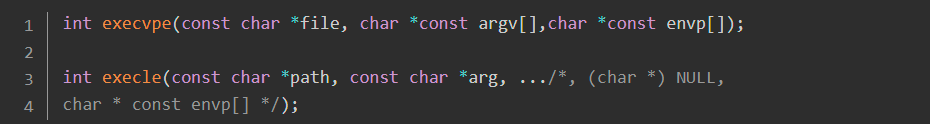 1 int execvpe(const char *file, char *const argv[],char *const envp[]);
2
3 int execle(const char *path, const char *arg, .../*, (char *) NULL,
4 char * const envp[] */);